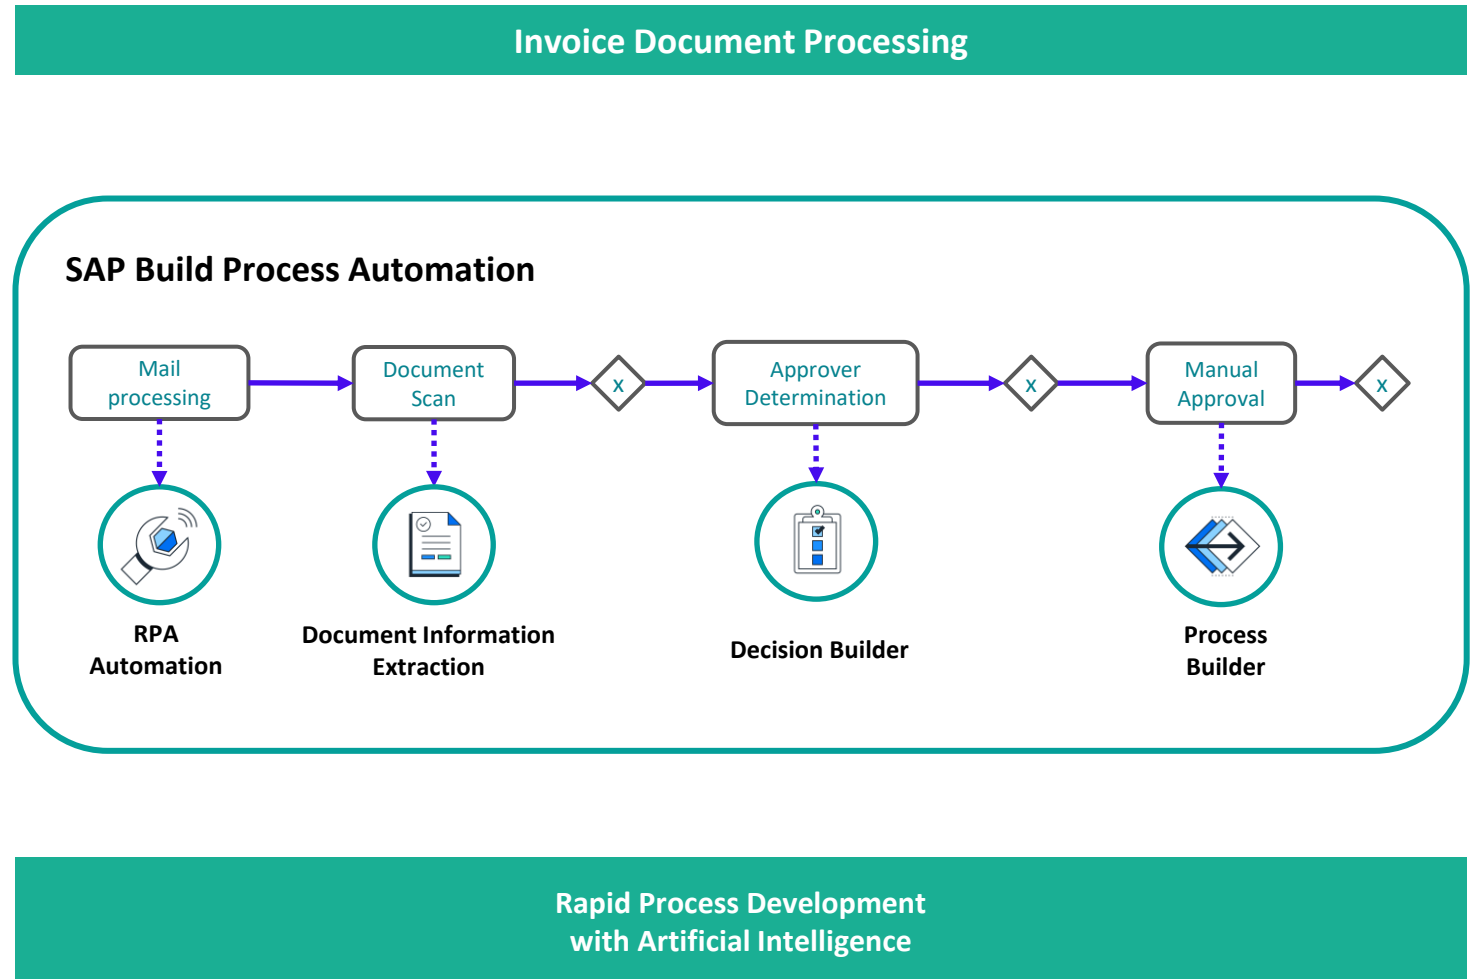 Invoice Document Processing
SAP Build Process Automation
Mail
processing
Document
Scan
x
Approver
Determination
x
Manual
Approval
x
RPA
Automation
Document Information
Extraction
Decision Builder
Process
Builder
Rapid Process Development
with Artificial Intelligence